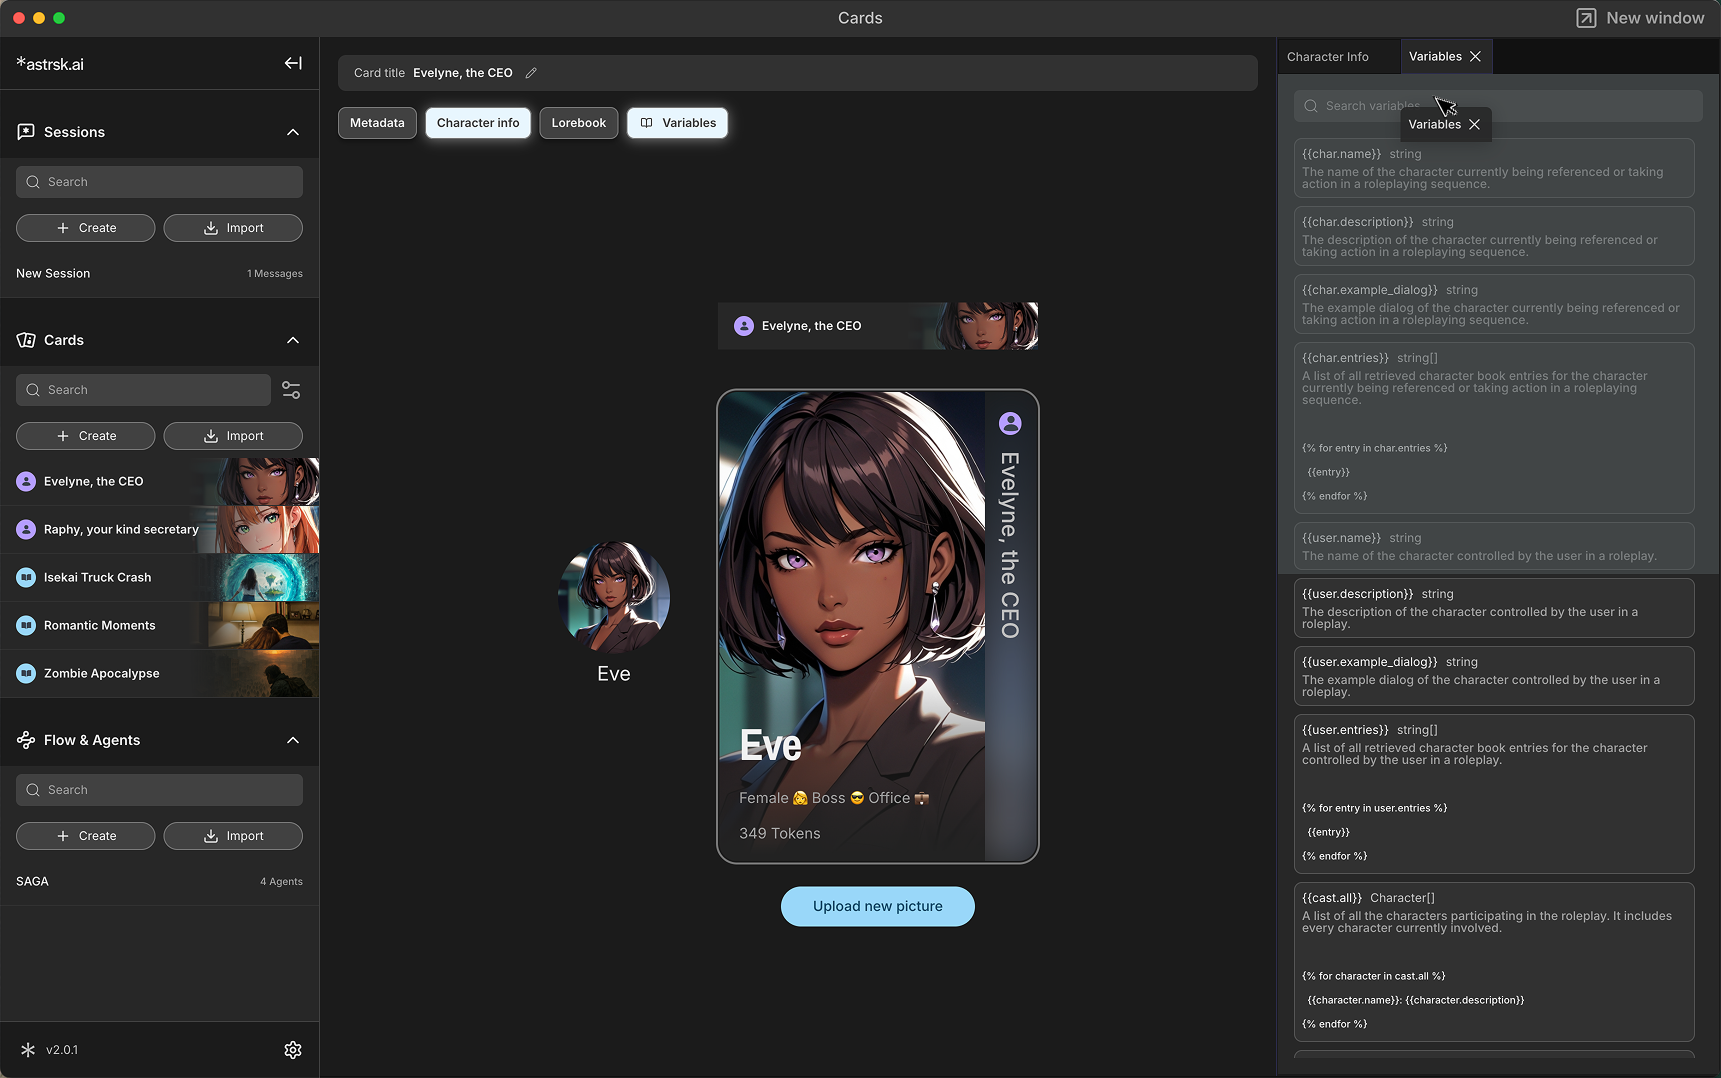 Cards
New window
*astrsk.ai
Sessions
Search
Create
Import
New Session
1 Messages
Cards
Search
Create
Import
Evelyne, the CEO
Raphy, your kind secretary
Isekai Truck Crash
Romantic Moments
Zombie Apocalypse
Flow & Agents
Search
Create
Import
SAGA
4 Agents
v2.0.1
Card title Evelyne, the CEO
Metadata
Character info
Lorebook
Variables
Evelyne, the CEO
Eve
Evelyne, the CEO
Eve
Female 👩 Boss 😎 Office 💼
349 Tokens
Upload new picture
Character Info
Variables
Search variables
Variables
{{char.name}} string
The name of the character currently being referenced or taking
action in a roleplaying sequence.
{{char.description}} string
The description of the character currently being referenced or
taking action in a roleplaying sequence.
{{char.example_dialog}} string
The example dialog of the character currently being referenced or
taking action in a roleplaying sequence.
{{char.entries}} string[]
A list of all retrieved character book entries for the character
currently being referenced or taking action in a roleplaying
sequence.
{% for entry in char.entries %}
{{entry}}
{% endfor %}
{{user.name}} string
The name of the character controlled by the user in a roleplay.
{{user.description}} string
The description of the character controlled by the user in a
roleplay.
{{user.example_dialog}} string
The example dialog of the character controlled by the user in a
roleplay.
{{user.entries}} string[]
A list of all retrieved character book entries for the character
controlled by the user in a roleplay.
{% for entry in user.entries %}
{{entry}}
{% endfor %}
{{cast.all}} Character[]
A list of all the characters participating in the roleplay. It includes
every character currently involved.
{% for character in cast.all %}
{{character.name}}: {{character.description}}
{% endfor %}